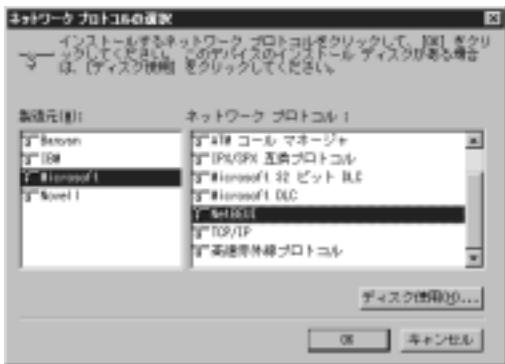 ネットワーク プロトコルの選択
インストールするネットワーク プロトコルをクリックして、[OK] をクリ
ックしてください。このデバイスのインストール ディスクがある場合
は、[ディスク使用] をクリックしてください。
製造元(M):
ネットワーク プロトコル :
Banyan
IBM
Microsoft
Novell
ATM コール マネージャ
IPX/SPX 互換プロトコル
Microsoft 32 ビット DLC
Microsoft DLC
NetBEUI
TCP/IP
高速赤外線プロトコル
ディスク使用(H)...
OK
キャンセル